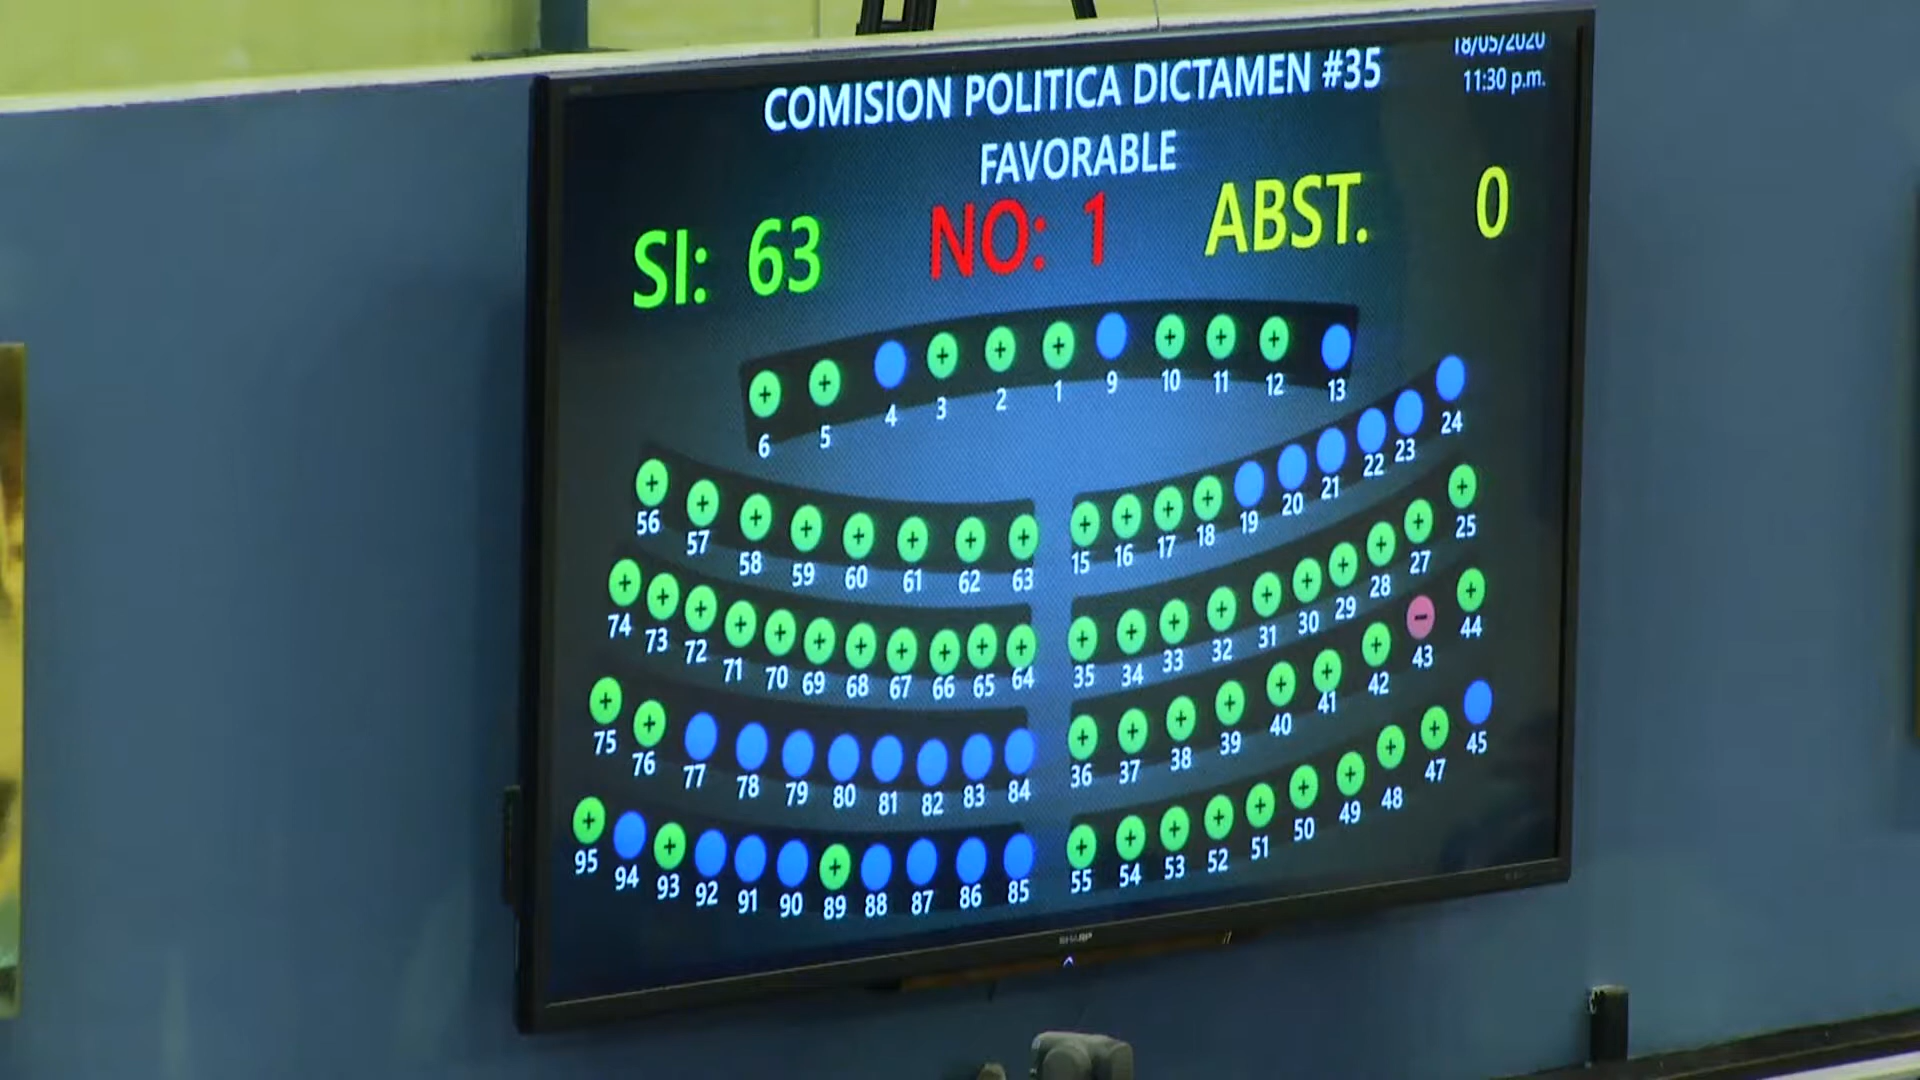 18/05/2020
COMISION POLITICA DICTAMEN #35
11:30 p.m.
FAVORABLE
SI: 63 NO: 1 ABST. 0
6 5 4 3 2 1 9 10 11 12 13
56 57 58 59 60 61 62 63 15 16 17 18 19 20 21 22 23 24
74 73 72 71 70 69 68 67 66 65 64 35 34 33 32 31 30 29 28 27 25
75 76 77 78 79 80 81 82 83 84 36 37 38 39 40 41 42 43 44
95 94 93 92 91 90 89 88 87 86 85 55 54 53 52 51 50 49 48 47 45
SHARP